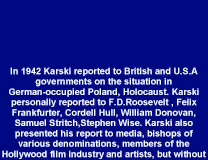 In 1942 Karski reported to British and U.S.A
governments on the situation in
German-occupied Poland, Holocaust. Karski
personally reported to F.D.Roosevelt , Felix
Frankfurter, Cordell Hull, William Donovan,
Samuel Stritch,Stephen Wise. Karski also
presented his report to media, bishops of
various denominations, members of the
Hollywood film industry and artists, but without